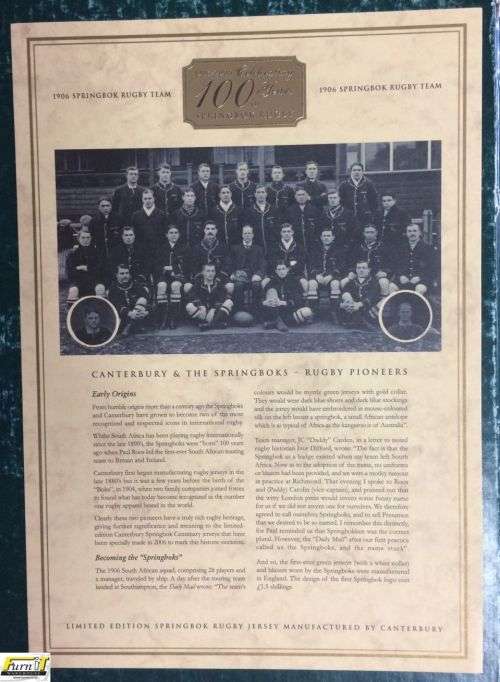 1906 SPRINGBOK RUGBY TEAM
Celebrating
100 Years
of
SPRINGBOK RUGBY
1906 SPRINGBOK RUGBY TEAM
CANTERBURY & THE SPRINGBOKS - RUGBY PIONEERS
Early Origins
From humble origins more than a century ago the Springboks
and Canterbury have grown to become two of the most
recognized and respected icons in international rugby.
Whilst South Africa has been playing rugby internationally
since the late 1800's, the Springboks were "born" 100 years
ago when Paul Roos led the first-ever South African touring
team to Britain and Ireland.
Canterbury first began manufacturing rugby jerseys in the
late 1880's but it was a few years before the birth of the
"Boks", in 1904, when two family companies joined forces
to found what has today become recognized as the number
one rugby apparel brand in the world.
Clearly these two pioneers have a truly rich rugby heritage,
giving further significance and meaning to the limited-
edition Canterbury Springbok Centenary jerseys that have
been specially made in 2006 to mark this historic occasion.
Becoming the "Springboks"
The 1906 South African squad, comprising 28 players and
a manager, traveled by ship. A day after the touring team
landed at Southampton, the Daily Mail wrote: "The team's
colours would be myrtle green jerseys with gold collar.
They would wear dark blue shorts and dark blue stockings
and the jersey would have embroidered in mouse-coloured
silk on the left breast a springbok, a small African antelope
which is as typical of Africa as the kangaroo is of Australia".
Team manager, JC "Daddy" Carden, in a letter to noted
rugby historian Ivor Difford, wrote: "The fact is that the
Springbok as a badge existed when my team left South
Africa. Now as to the adoption of the name, no uniforms
or blazers had been provided, and we were a motley turnout
at practice at Richmond. That evening I spoke to Roos
and (Paddy) Carolin (vice-captain), and pointed out that
the witty London press would invent some funny name
for us if we did not invent one for ourselves. We therefore
agreed to call ourselves Springboks, and to tell Pressmen
that we desired to be so named. I remember this distinctly,
for Paul reminded us that Springbokken was the correct
plural. However, the "Daily Mail" after our first practice
called us the Springboks, and the name stuck".
And so, the first-ever green jerseys (with a white collar)
and blazers worn by the Springboks were manufactured
in England. The design of the first Springbok logo cost
£3.5 shillings.
LIMITED EDITION SPRINGBOK RUGBY JERSEY MANUFACTURED BY CANTERBURY
Furn it